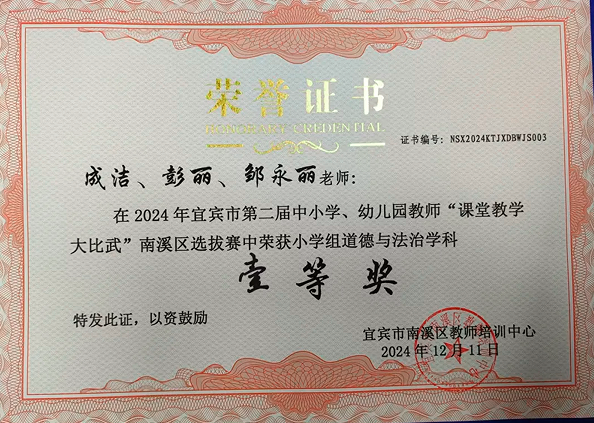 荣誉证书
HONORARY CREDENTIAL
证书编号：NSX2024KTJXDBWJS003
成洁、彭丽、邹永丽老师：
在2024年宜宾市第二届中小学、幼儿园教师“课堂教学
大比武”南溪区选拔赛中荣获小学组道德与法治学科
壹等奖
特发此证，以资鼓励
宜宾市南溪区教师培训中心
2024年12月11日